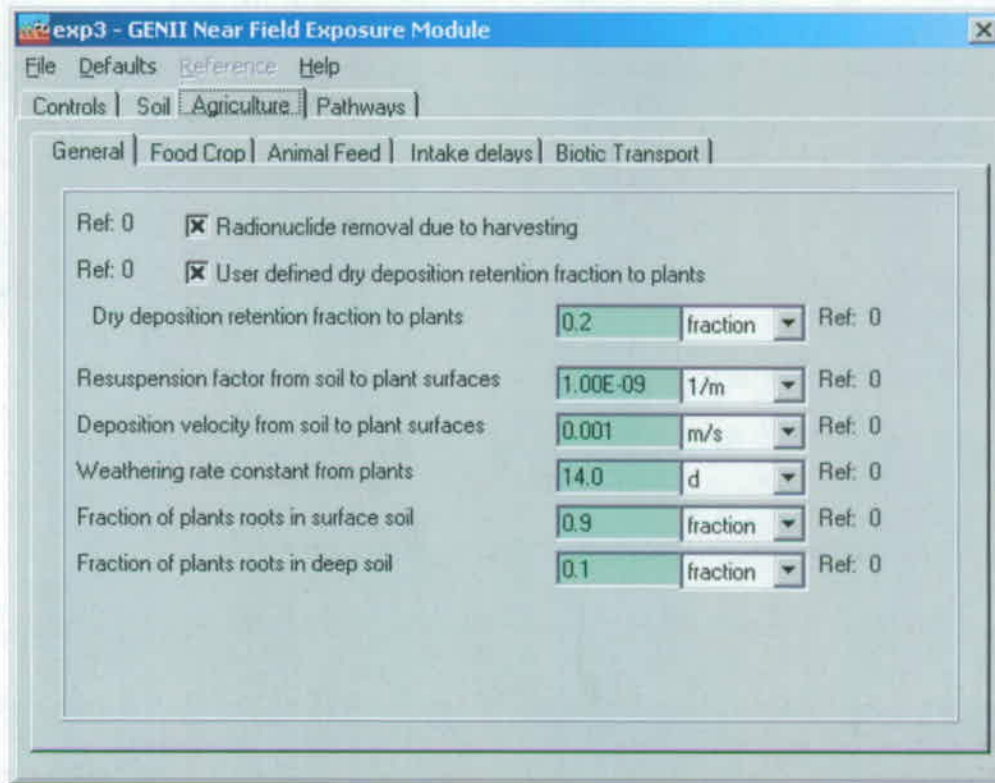 exp3 - GENII Near Field Exposure Module
File Defaults Reference Help
Controls Soil Agriculture Pathways
General Food Crop Animal Feed Intake delays Biotic Transport
Ref: 0 Radionuclide removal due to harvesting
Ref: 0 User defined dry deposition retention fraction to plants
Dry deposition retention fraction to plants 0.2 fraction Ref: 0
Resuspension factor from soil to plant surfaces 1.00E-09 1/m Ref: 0
Deposition velocity from soil to plant surfaces 0.001 m/s Ref: 0
Weathering rate constant from plants 14.0 d Ref: 0
Fraction of plants roots in surface soil 0.9 fraction Ref: 0
Fraction of plants roots in deep soil 0.1 fraction Ref: 0